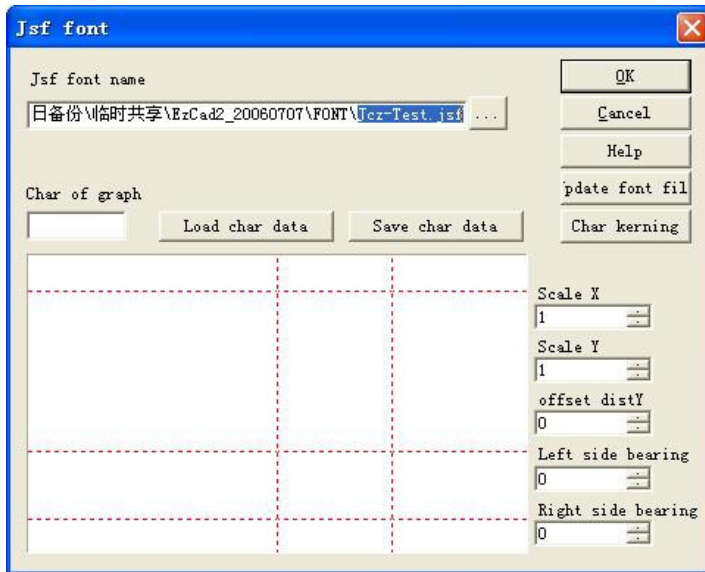 Jsf font
Jsf font name
日备份\临时共享\EzCad2_20060707\FONT\Jcz-Test.jsf ...
OK
Cancel
Help
pdate font fil
Char kerning
Char of graph
Load char data
Save char data
Scale X
1
Scale Y
1
offset distY
0
Left side bearing
0
Right side bearing
0